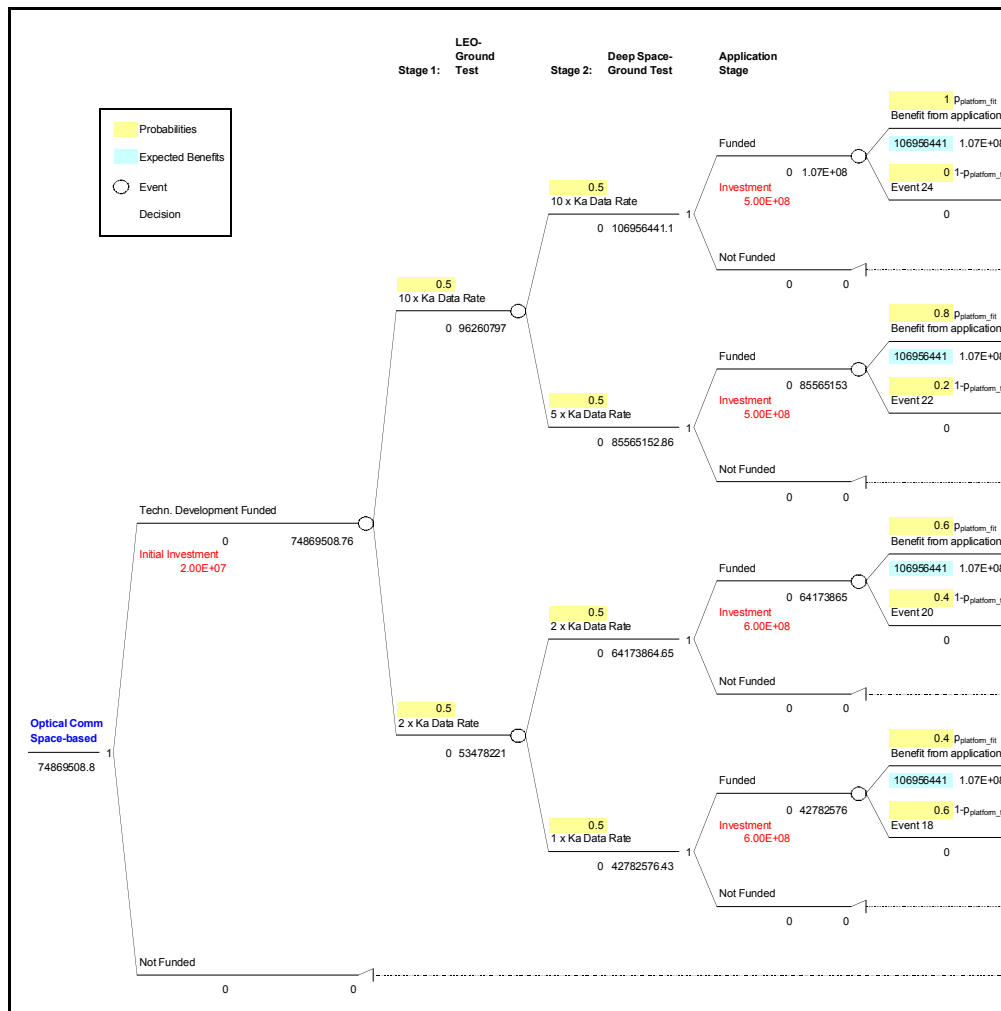 LEO-
Ground
Test
Stage 1:
Deep Space-
Ground Test
Stage 2:
Application
Stage
Probabilities
Expected Benefits
Event
Decision
1 pplatform_fit
Benefit from application
106956441 1.07E+08
0 1-pplatform_f
Event 24
0
Funded
0 1.07E+08
Investment
5.00E+08
0.5
10 x Ka Data Rate
0 106956441.1
1
Not Funded
0 0
0.5
10 x Ka Data Rate
0 96260797
0.8 pplatform_fit
Benefit from application
106956441 1.07E+08
0.2 1-pplatform_f
Event 22
0
Funded
0 85565153
Investment
5.00E+08
0.5
5 x Ka Data Rate
0 85565152.86
1
Not Funded
0 0
Techn. Development Funded
0 74869508.76
Initial Investment
2.00E+07
0.6 pplatform_fit
Benefit from application
106956441 1.07E+08
0.4 1-pplatform_f
Event 20
0
Funded
0 64173865
Investment
6.00E+08
0.5
2 x Ka Data Rate
0 64173864.65
1
Not Funded
0 0
0.5
2 x Ka Data Rate
0 53478221
Optical Comm
Space-based
1
74869508.8
0.4 pplatform_fit
Benefit from application
106956441 1.07E+08
0.6 1-pplatform_f
Event 18
0
Funded
0 42782576
Investment
6.00E+08
0.5
1 x Ka Data Rate
0 42782576.43
1
Not Funded
0 0
Not Funded
0 0